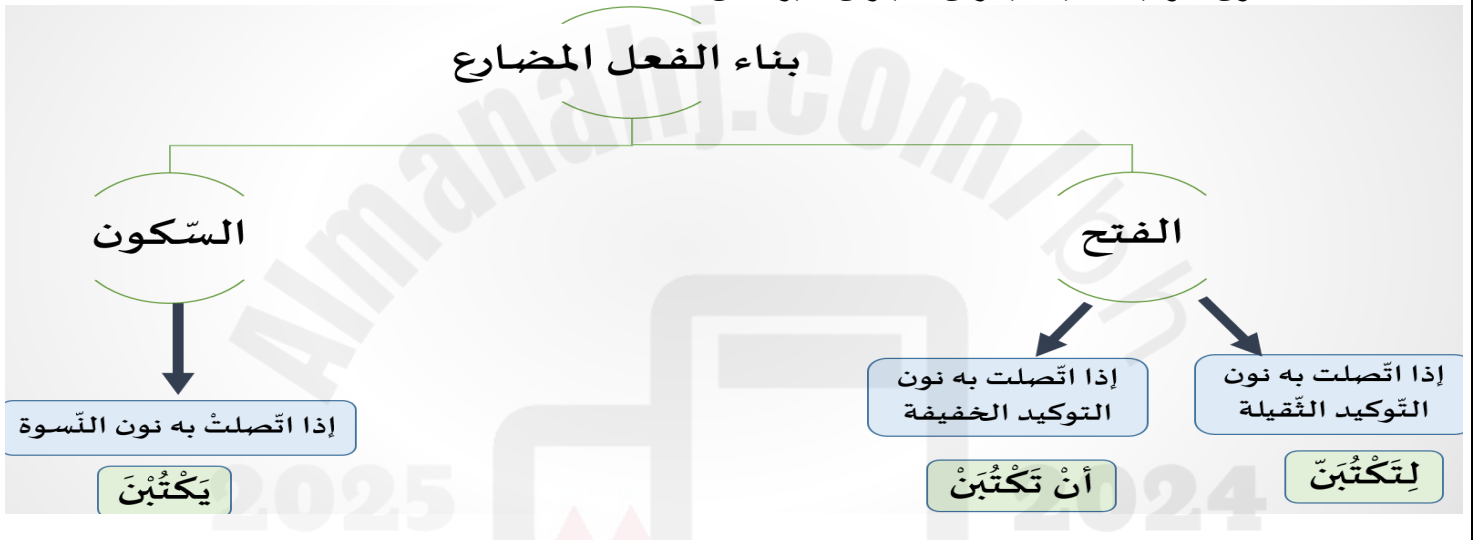 بناء الفعل المضارع
الفتح
السّكون
إذا اتّصلت به نون
التّوكيد الثّقيلة
إذا اتّصلت به نون
التوكيد الخفيفة
إذا اتّصلتْ به نون النّسوة
لِتَكْتُبَنّ
أنْ تَكْتُبَنْ
يَكْتُبْنَ
Almanahj.com/bh
2025
2024